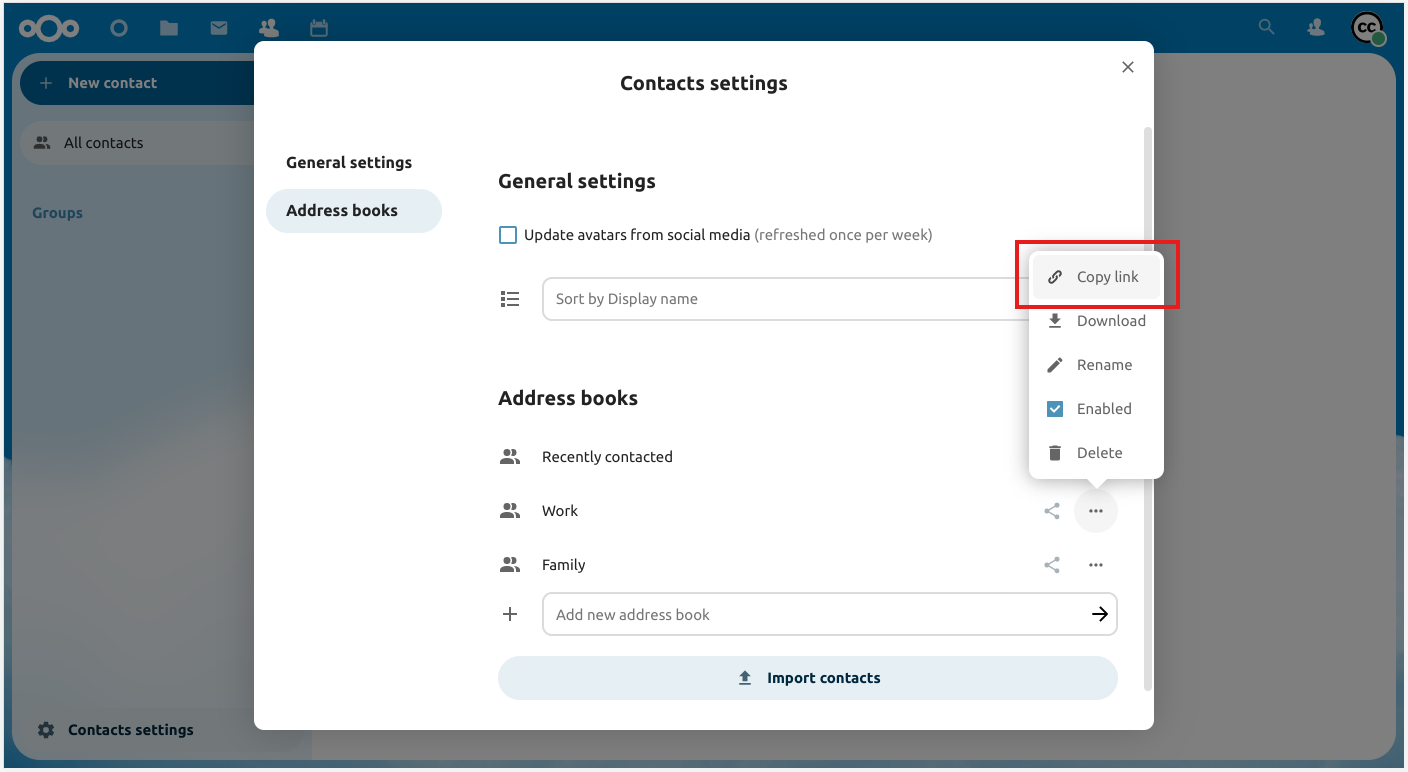 CC
New contact
All contacts
Groups
Contacts settings
Contacts settings
General settings
Address books
General settings
Update avatars from social media (refreshed once per week)
Sort by Display name
Copy link
Download
Rename
Enabled
Delete
Address books
Recently contacted
Work
Family
Add new address book
Import contacts